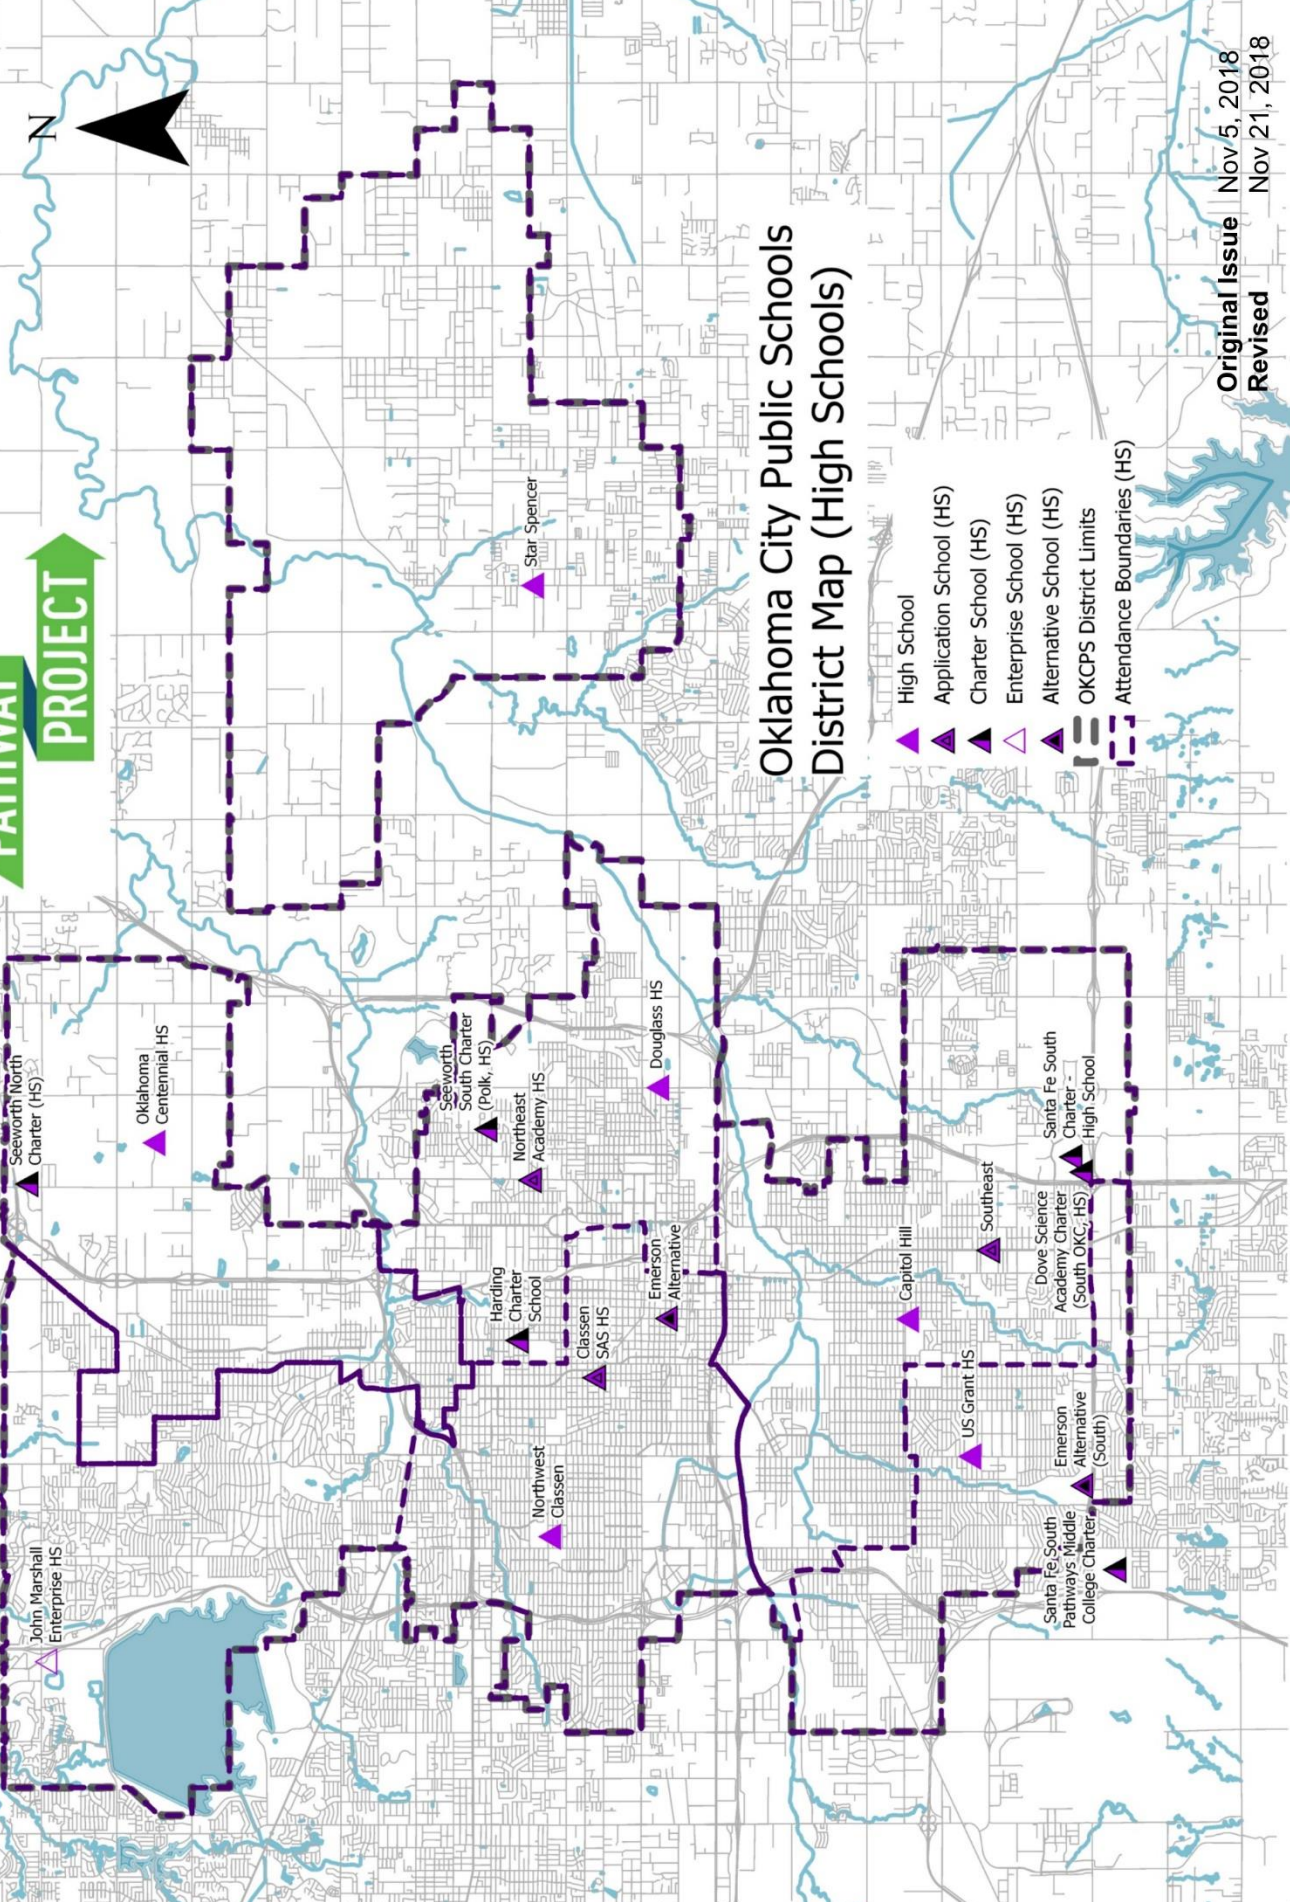 PATHWAY
PROJECT
N
Seeworth North
Charter (HS)
Oklahoma
Centennial HS
John Marshall
Enterprise HS
Star Spencer
Seeworth
South Charter
(Polk, HS)
Northeast
Academy HS
Harding
Charter
School
Classen
SAS HS
Northwest
Classen
Douglass HS
Emerson
Alternative
Capitol Hill
Southeast
US Grant HS
Santa Fe South
Charter -
High School
Dove Science
Academy Charter
(South OKC, HS)
Emerson
Alternative
(South)
Santa Fe South
Pathways Middle
College Charter
Oklahoma City Public Schools
District Map (High Schools)
High School
Application School (HS)
Charter School (HS)
Enterprise School (HS)
Alternative School (HS)
OKCPS District Limits
Attendance Boundaries (HS)
Original Issue Nov 5, 2018
Revised Nov 21, 2018